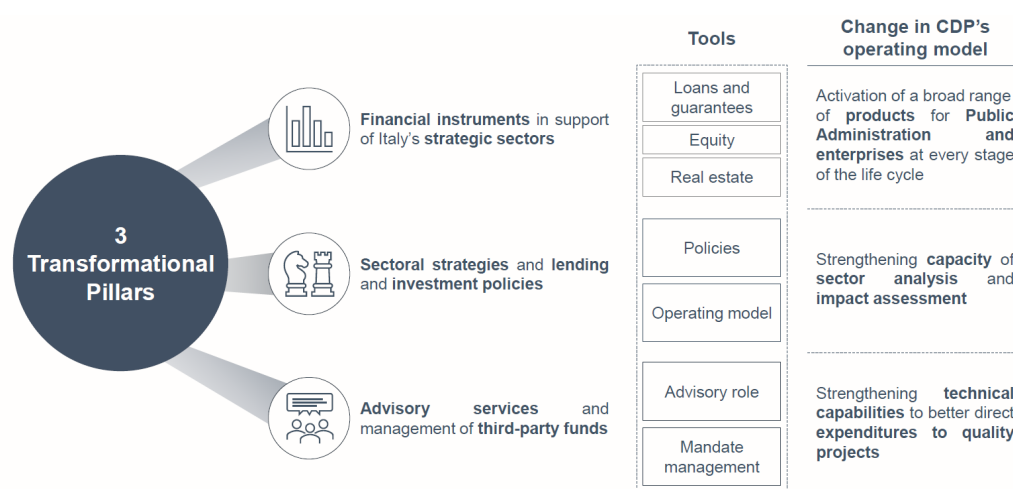 3
Transformational
Pillars
Financial instruments in support
of Italy's strategic sectors
Sectoral strategies and lending
and investment policies
Advisory services and
management of third-party funds
Tools
Loans and
guarantees
Equity
Real estate
Policies
Operating model
Advisory role
Mandate
management
Change in CDP's
operating model
Activation of a broad range
of products for Public
Administration and
enterprises at every stage
of the life cycle
Strengthening capacity of
sector analysis and
impact assessment
Strengthening technical
capabilities to better direct
expenditures to quality
projects